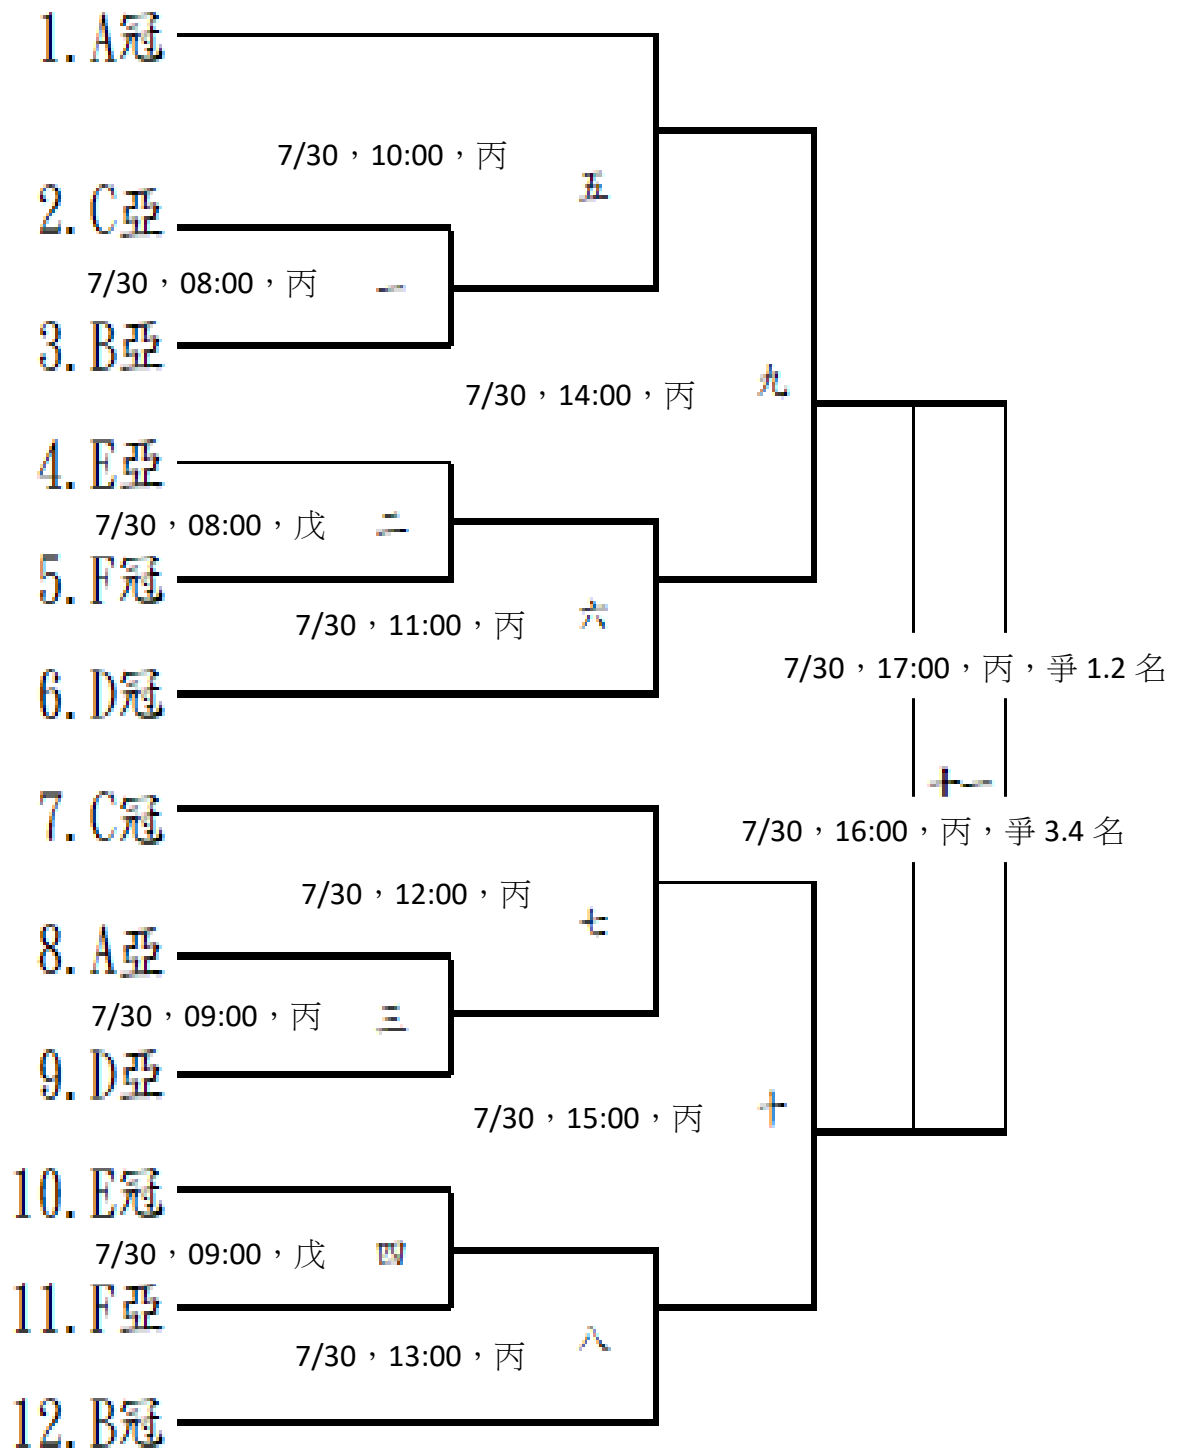 1. A冠
7/30，10:00，丙
五
2. C亞
7/30，08:00，丙
一
3. B亞
7/30，14:00，丙
九
4. E亞
7/30，08:00，戊
二
5. F冠
7/30，11:00，丙
六
6. D冠
7/30，17:00，丙，爭 1.2 名
十一
7. C冠
7/30，16:00，丙，爭 3.4 名
7/30，12:00，丙
七
8. A亞
7/30，09:00，丙
三
9. D亞
7/30，15:00，丙
十
10. E冠
7/30，09:00，戊
四
11. F亞
7/30，13:00，丙
八
12. B冠